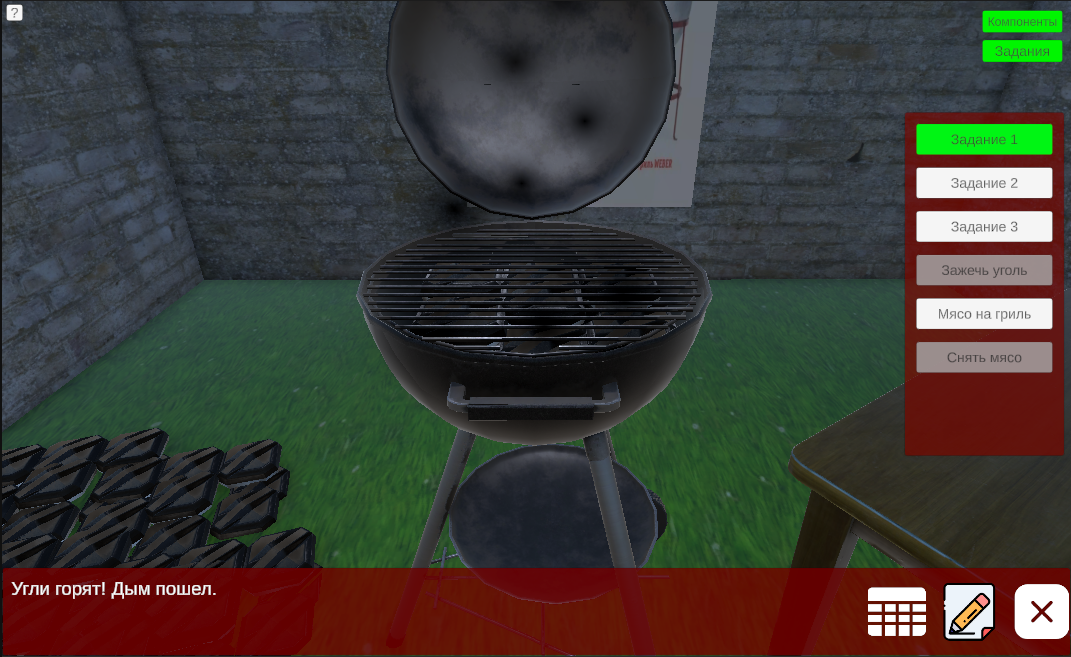 ?
Компоненты
Задания
Задание 1
Задание 2
Задание 3
Зажечь уголь
Мясо на гриль
Снять мясо
WEBER
Угли горят! Дым пошел.